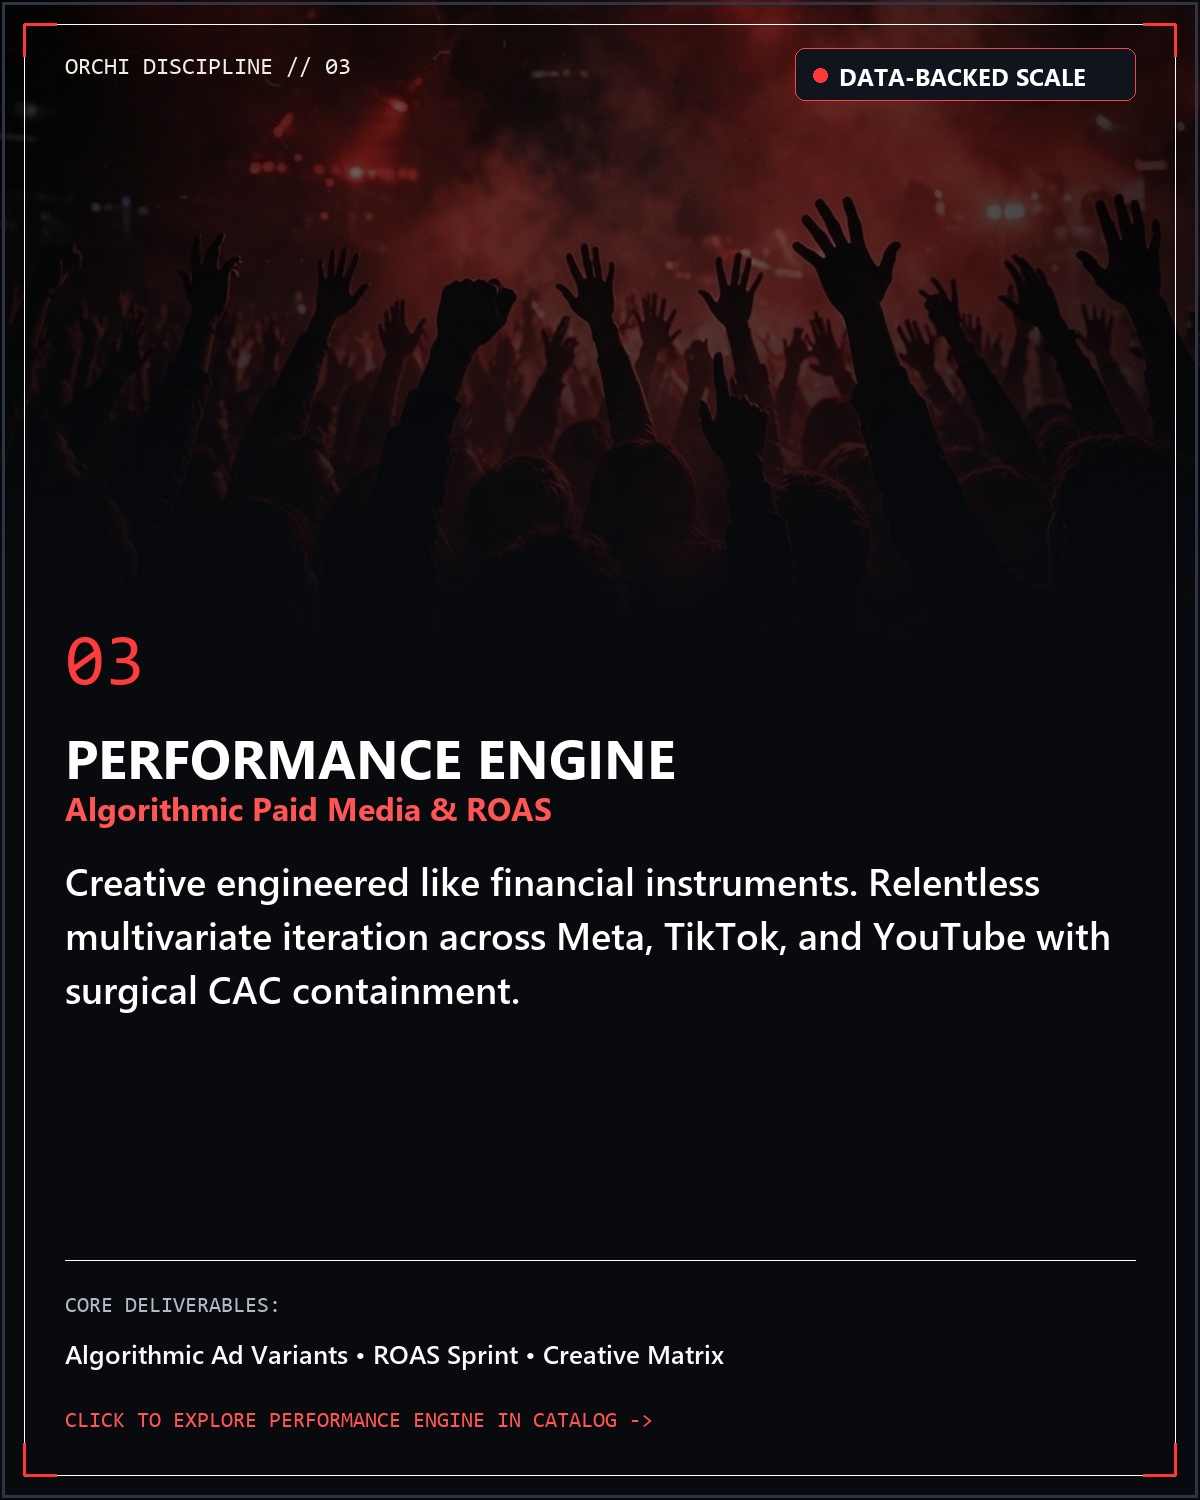 ORCHI DISCIPLINE // 03
DATA-BACKED SCALE
03
PERFORMANCE ENGINE
Algorithmic Paid Media & ROAS
Creative engineered like financial instruments. Relentless
multivariate iteration across Meta, TikTok, and YouTube with
surgical CAC containment.
CORE DELIVERABLES:
Algorithmic Ad Variants • ROAS Sprint • Creative Matrix
CLICK TO EXPLORE PERFORMANCE ENGINE IN CATALOG ->